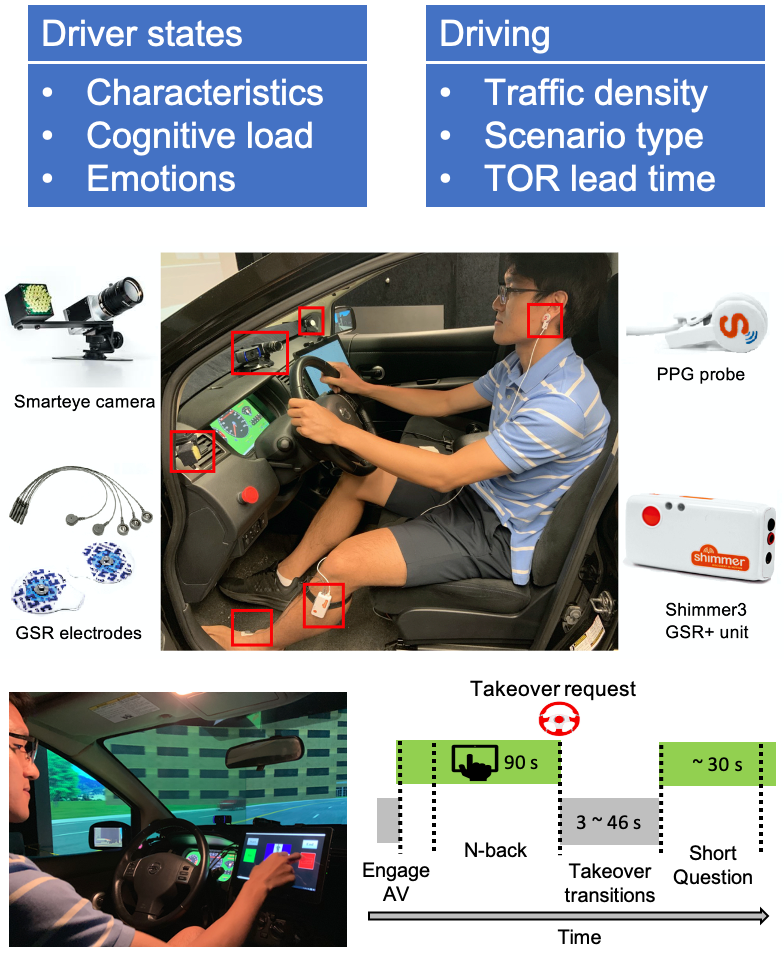 Driver states
• Characteristics
• Cognitive load
• Emotions
Driving
• Traffic density
• Scenario type
• TOR lead time
Smarteye camera
PPG probe
GSR electrodes
shimmer
Shimmer3
GSR+ unit
Takeover request
90 s
~ 30 s
3 ~ 46 s
N-back
Engage
AV
Takeover
transitions
Short
Question
Time